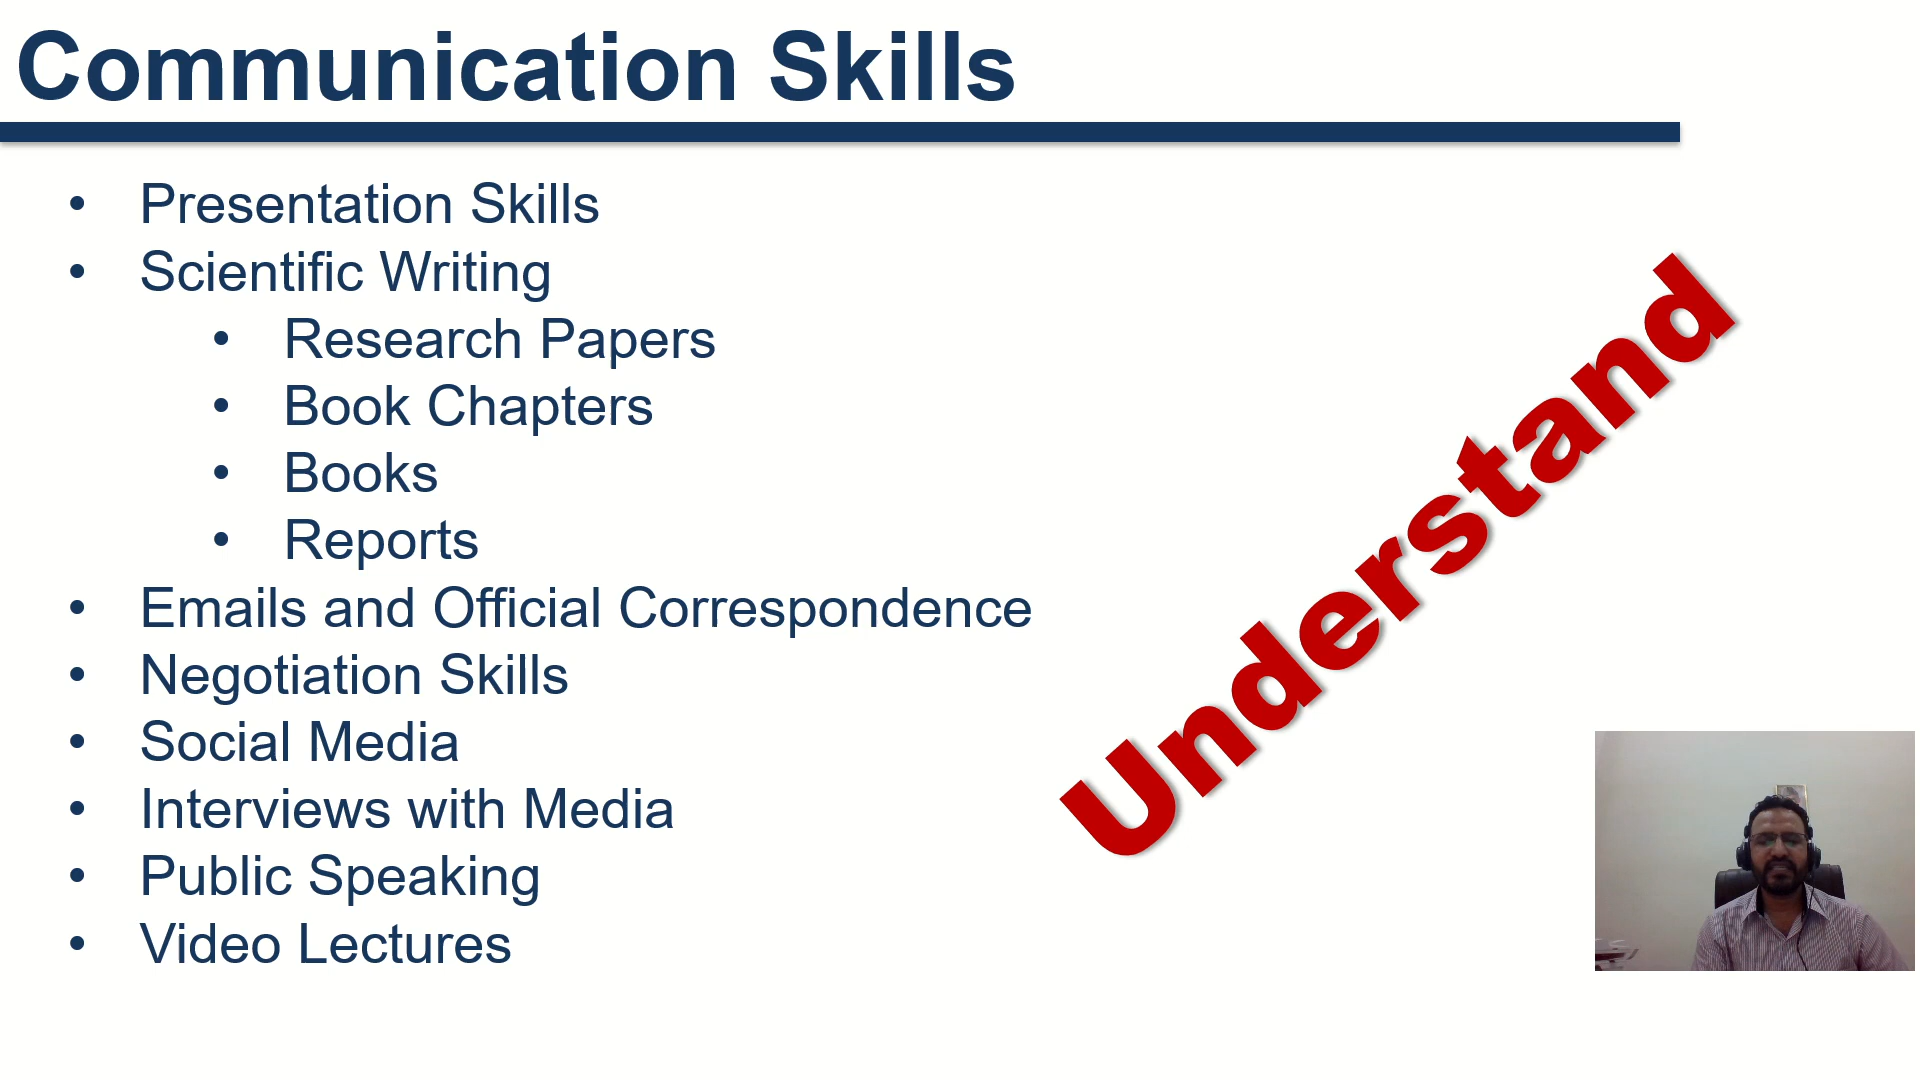 Communication Skills
• Presentation Skills
• Scientific Writing
• Research Papers
• Book Chapters
• Books
• Reports
• Emails and Official Correspondence
• Negotiation Skills
• Social Media
• Interviews with Media
• Public Speaking
• Video Lectures
Understand